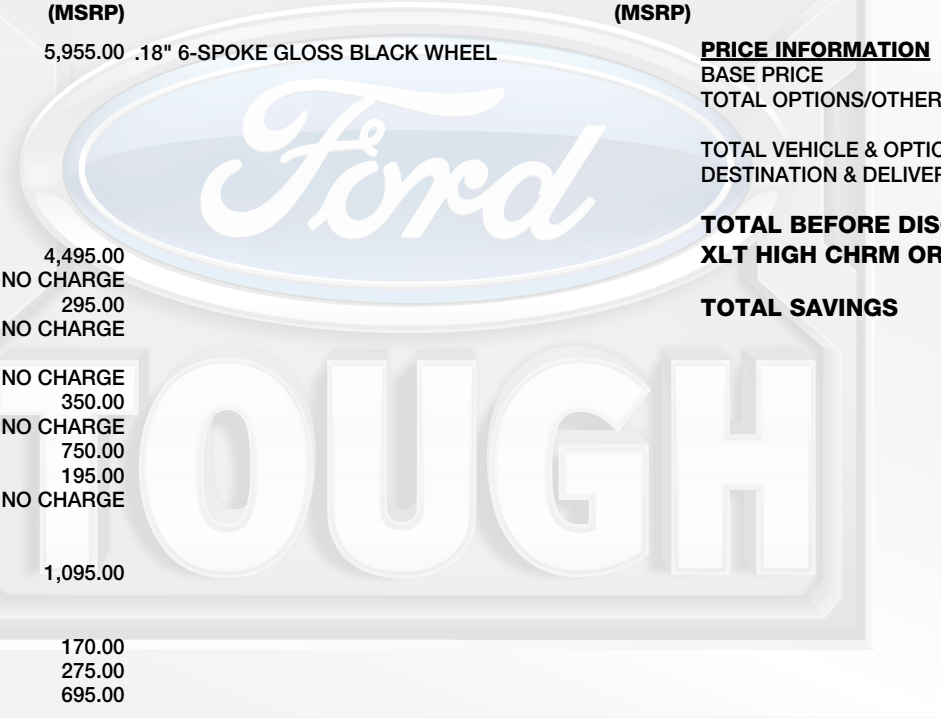 (MSRP)
5,955.00
4,495.00
NO CHARGE
295.00
NO CHARGE
NO CHARGE
350.00
NO CHARGE
750.00
195.00
NO CHARGE
1,095.00
170.00
275.00
695.00
.18" 6-SPOKE GLOSS BLACK WHEEL
(MSRP)
PRICE INFORMATION
BASE PRICE
TOTAL OPTIONS/OTHER
TOTAL VEHICLE & OPTIO
DESTINATION & DELIVER
TOTAL BEFORE DISC
XLT HIGH CHRM OR
TOTAL SAVINGS
Ford
TOUGH